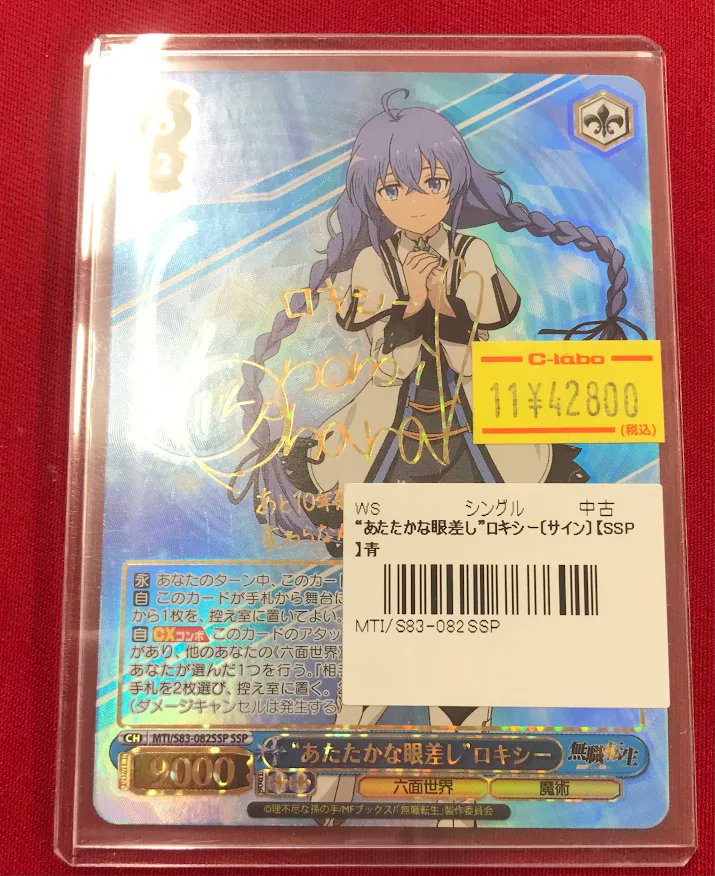 ロキシー
C-labo
11¥42800
(税込)
あと10年
WS シングル 中古
“あたたかな眼差し”ロキシー〔サイン〕【SSP
】青
MTI/S83-082SSP
永 あなたのターン中、このカード
自 このカードが手札から舞台に
から1枚を、控え室に置いてよい。
自 CXコンボ このカードのアタッ
があり、他のあなたの《六面世界》
あなたが選んだ1つを行う。『相手
手札を2枚選び、控え室に置く。
(ダメージキャンセルは発生する)
CH MTI/S83-082SSP SSP
“あたたかな眼差し”ロキシー 無職転生
9000
六面世界 魔術
©理不尽な孫の手/MFブックス/「無職転生」製作委員会